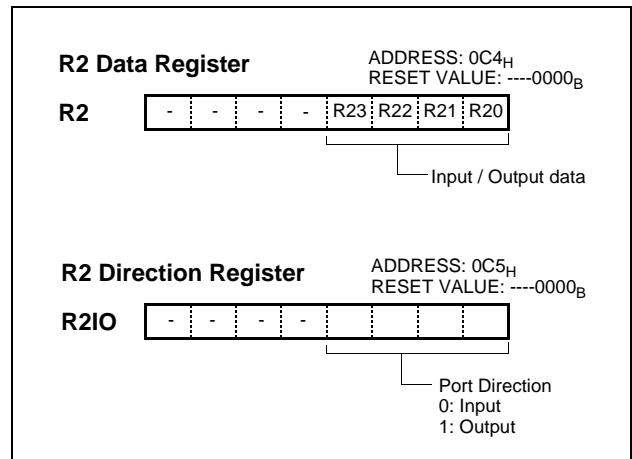 R2 Data Register
ADDRESS: 0C4H
RESET VALUE: ----0000B
R2
- - - - R23 R22 R21 R20
Input / Output data
R2 Direction Register
ADDRESS: 0C5H
RESET VALUE: ----0000B
R2IO
- - - -
Port Direction
0: Input
1: Output